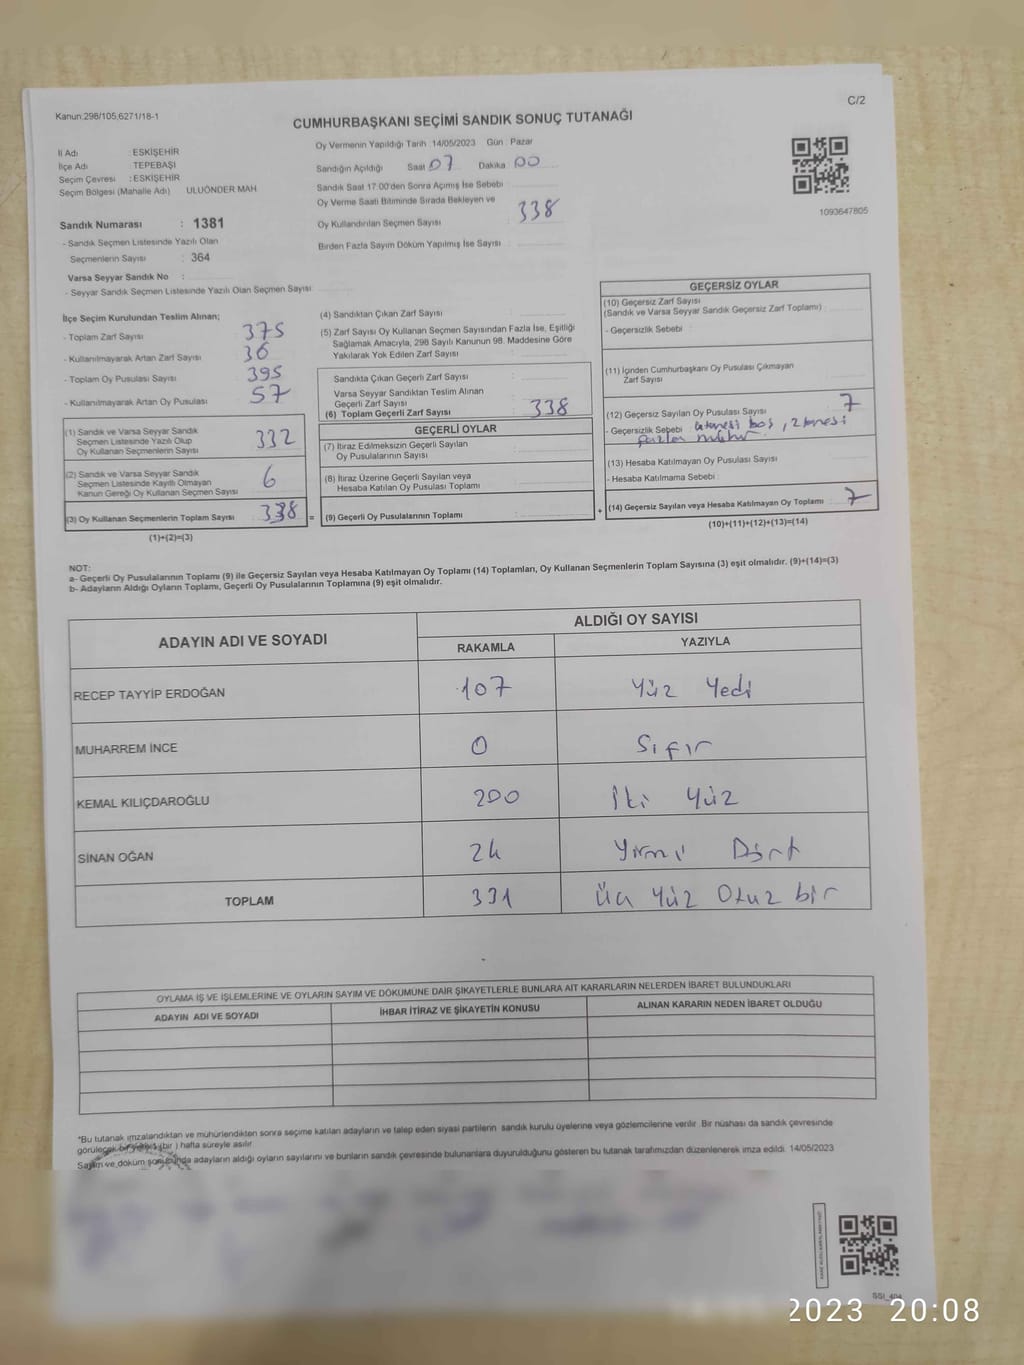 Kanun.298/105,6271/18-1
C/2
CUMHURBAŞKANI SEÇİMİ SANDIK SONUÇ TUTANAĞI
İl Adı : ESKİŞEHİR
İlçe Adı : TEPEBAŞI
Seçim Çevresi : ESKİŞEHİR
Seçim Bölgesi (Mahalle Adı) ULUÖNDER MAH
Sandık Numarası : 1381
- Sandık Seçmen Listesinde Yazılı Olan
Seçmenlerin Sayısı : 364
Varsa Seyyar Sandık No :
- Seyyar Sandık Seçmen Listesinde Yazılı Olan Seçmen Sayısı
Oy Vermenin Yapıldığı Tarih : 14/05/2023 Gün : Pazar
Sandığın Açıldığı Saat 07 Dakika 00
Sandık Saat 17:00'den Sonra Açımış İse Sebebi :
Oy Verme Saati Bitiminde Sırada Bekleyen ve
Oy Kullandırılan Seçmen Sayısı : 338
Birden Fazla Sayım Döküm Yapılmış İse Sayısı :
1093647805
İlçe Seçim Kurulundan Teslim Alınan;
- Toplam Zarf Sayısı : 375
- Kullanılmayarak Artan Zarf Sayısı : 36
- Toplam Oy Pusulası Sayısı : 395
- Kullanılmayarak Artan Oy Pusulası : 57
(1) Sandık ve Varsa Seyyar Sandık
Seçmen Listesinde Yazılı Olup
Oy Kullanan Seçmenlerin Sayısı : 332
(2) Sandık ve Varsa Seyyar Sandık
Seçmen Listesinde Kayıtlı Olmayan
Kanun Gereği Oy Kullanan Seçmen Sayısı : 6
(3) Oy Kullanan Seçmenlerin Toplam Sayısı : 338 =
(1)+(2)=(3)
(4) Sandıktan Çıkan Zarf Sayısı :
(5) Zarf Sayısı Oy Kullanan Seçmen Sayısından Fazla İse, Eşitliği
Sağlamak Amacıyla, 298 Sayılı Kanunun 98. Maddesine Göre
Yakılarak Yok Edilen Zarf Sayısı :
Sandıkta Çıkan Geçerli Zarf Sayısı :
Varsa Seyyar Sandıktan Teslim Alınan
Geçerli Zarf Sayısı :
(6) Toplam Geçerli Zarf Sayısı : 338
GEÇERLİ OYLAR
(7) İtiraz Edilmeksizin Geçerli Sayılan
Oy Pusulalarının Sayısı :
(8) İtiraz Üzerine Geçerli Sayılan veya
Hesaba Katılan Oy Pusulası Toplamı :
(9) Geçerli Oy Pusulalarının Toplamı : +
GEÇERSİZ OYLAR
(10) Geçersiz Zarf Sayısı
(Sandık ve Varsa Seyyar Sandık Geçersiz Zarf Toplamı) :
- Geçersizlik Sebebi :
(11) İçinden Cumhurbaşkanı Oy Pusulası Çıkmayan
Zarf Sayısı :
(12) Geçersiz Sayılan Oy Pusulası Sayısı : 7
- Geçersizlik Sebebi : boş, 2 tanesi
fazla mühür
(13) Hesaba Katılmayan Oy Pusulası Sayısı :
- Hesaba Katılmama Sebebi :
(14) Geçersiz Sayılan veya Hesaba Katılmayan Oy Toplamı : 7
(10)+(11)+(12)+(13)=(14)
NOT:
a- Geçerli Oy Pusulalarının Toplamı (9) ile Geçersiz Sayılan veya Hesaba Katılmayan Oy Toplamı (14) Toplamları, Oy Kullanan Seçmenlerin Toplam Sayısına (3) eşit olmalıdır. (9)+(14)=(3)
b- Adayların Aldığı Oyların Toplamı, Geçerli Oy Pusulalarının Toplamına (9) eşit olmalıdır.
ADAYIN ADI VE SOYADI ALDIĞI OY SAYISI
RAKAMLA YAZIYLA
RECEP TAYYİP ERDOĞAN 107 Yüz Yedi
MUHARREM İNCE 0 Sıfır
KEMAL KILIÇDAROĞLU 200 İki Yüz
SİNAN OĞAN 24 Yirmi Dört
TOPLAM 331 Üç Yüz Otuz bir
OYLAMA İŞ VE İŞLEMLERİNE VE OYLARIN SAYIM VE DÖKÜMÜNE DAİR ŞİKAYETLERLE BUNLARA AİT KARARLARIN NELERDEN İBARET BULUNDUKLARI
ADAYIN ADI VE SOYADI İHBAR İTİRAZ VE ŞİKAYETİN KONUSU ALINAN KARARIN NEDEN İBARET OLDUĞU
*Bu tutanak imzalandıktan ve mühürlendikten sonra seçime katılan adayların ve talep eden siyasi partilerin sandık kurulu üyelerine veya gözlemcilerine verilir. Bir nüshası da sandık çevresinde
görülecek bir yere (bir ) hafta süreyle asılır.
Sayım ve döküm sonucunda adayların aldığı oyların sayılarını ve bunların sandık çevresinde bulunanlara duyurulduğunu gösteren bu tutanak tarafımızdan düzenlenerek imza edildi. 14/05/2023
2023 20:08